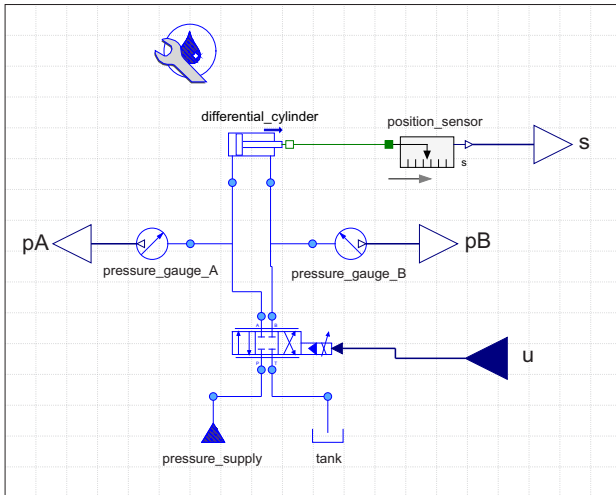 differential_cylinder
position_sensor
s
s
pA
pB
pressure_gauge_A
pressure_gauge_B
A B
P T
u
pressure_supply
tank